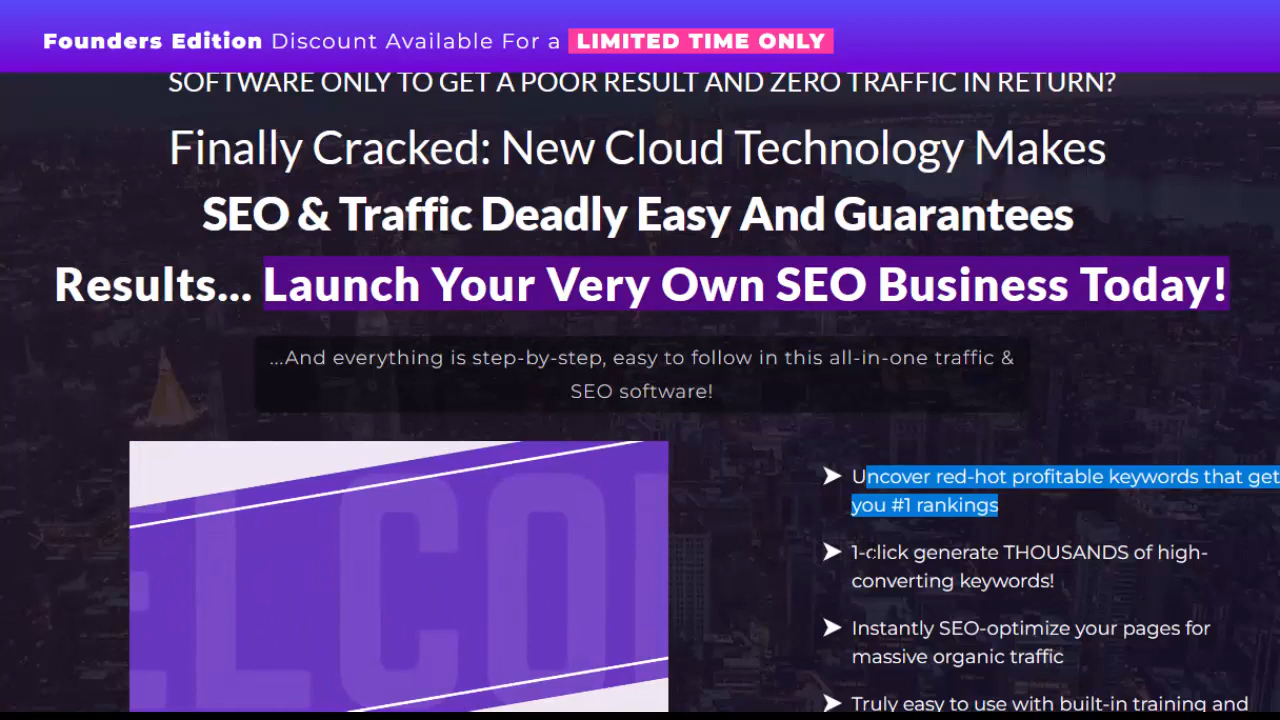 Founders Edition Discount Available For a LIMITED TIME ONLY
SOFTWARE ONLY TO GET A POOR RESULT AND ZERO TRAFFIC IN RETURN?
Finally Cracked: New Cloud Technology Makes
SEO & Traffic Deadly Easy And Guarantees
Results... Launch Your Very Own SEO Business Today!
...And everything is step-by-step, easy to follow in this all-in-one traffic &
SEO software!
ELCO
Uncover red-hot profitable keywords that get
you #1 rankings
1-click generate THOUSANDS of high-
converting keywords!
Instantly SEO-optimize your pages for
massive organic traffic
Truly easy to use with built-in training and